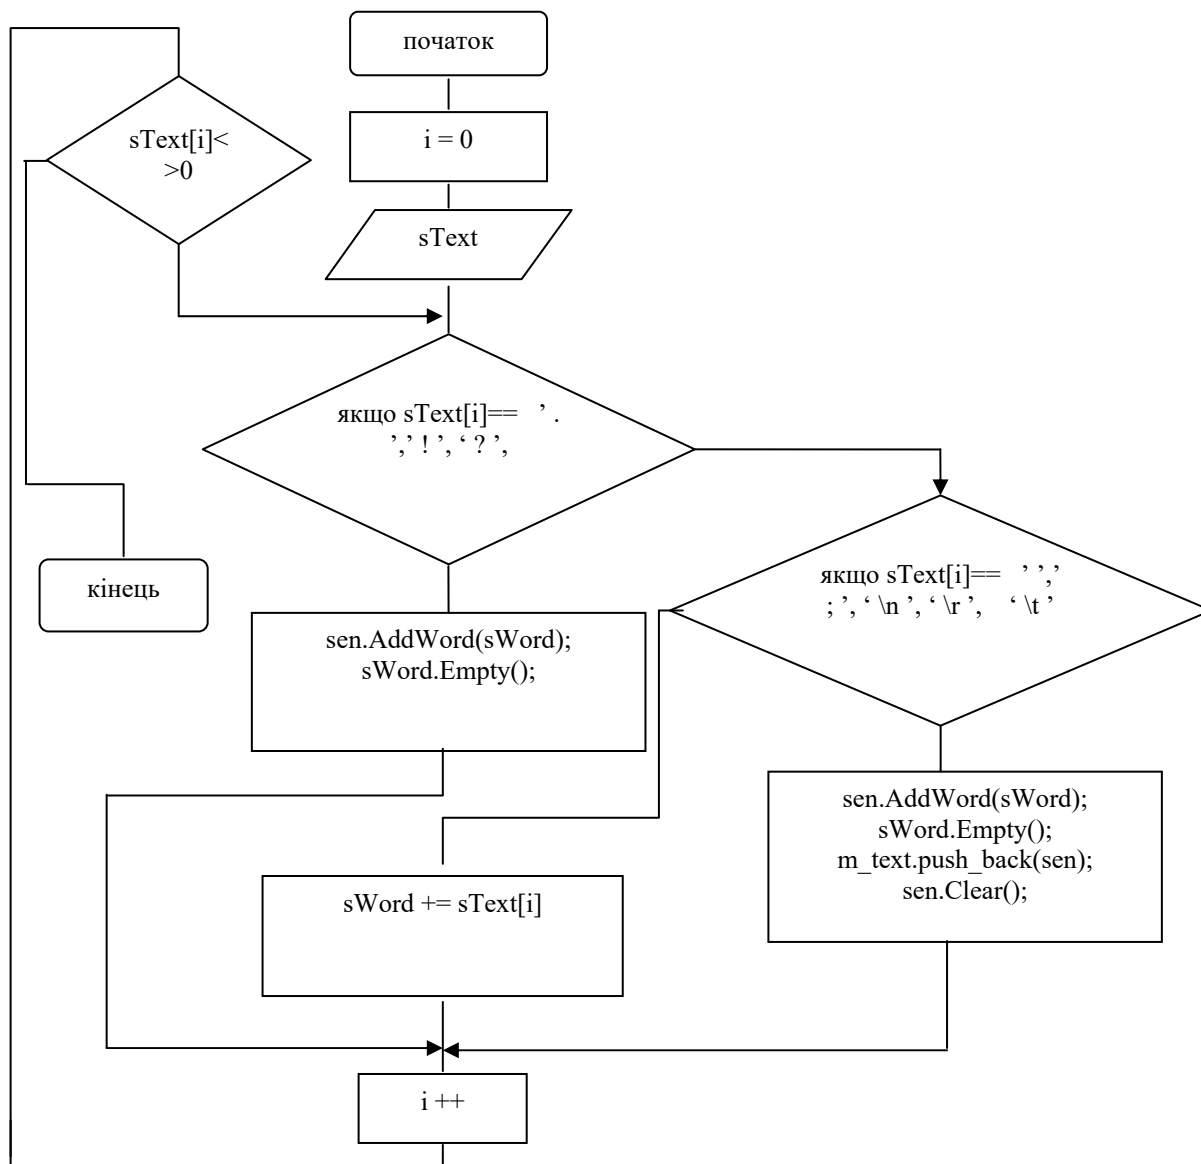 початок
sText[i]<
>0
i = 0
sText
якщо sText[i]== ’ .
’,’ ! ’, ‘ ? ’,
якщо sText[i]== ’ ’,’
; ’, ‘ \n ’, ‘ \r ’, ‘ \t ’
кінець
sen.AddWord(sWord);
sWord.Empty();
sen.AddWord(sWord);
sWord.Empty();
m_text.push_back(sen);
sen.Clear();
sWord += sText[i]
i ++